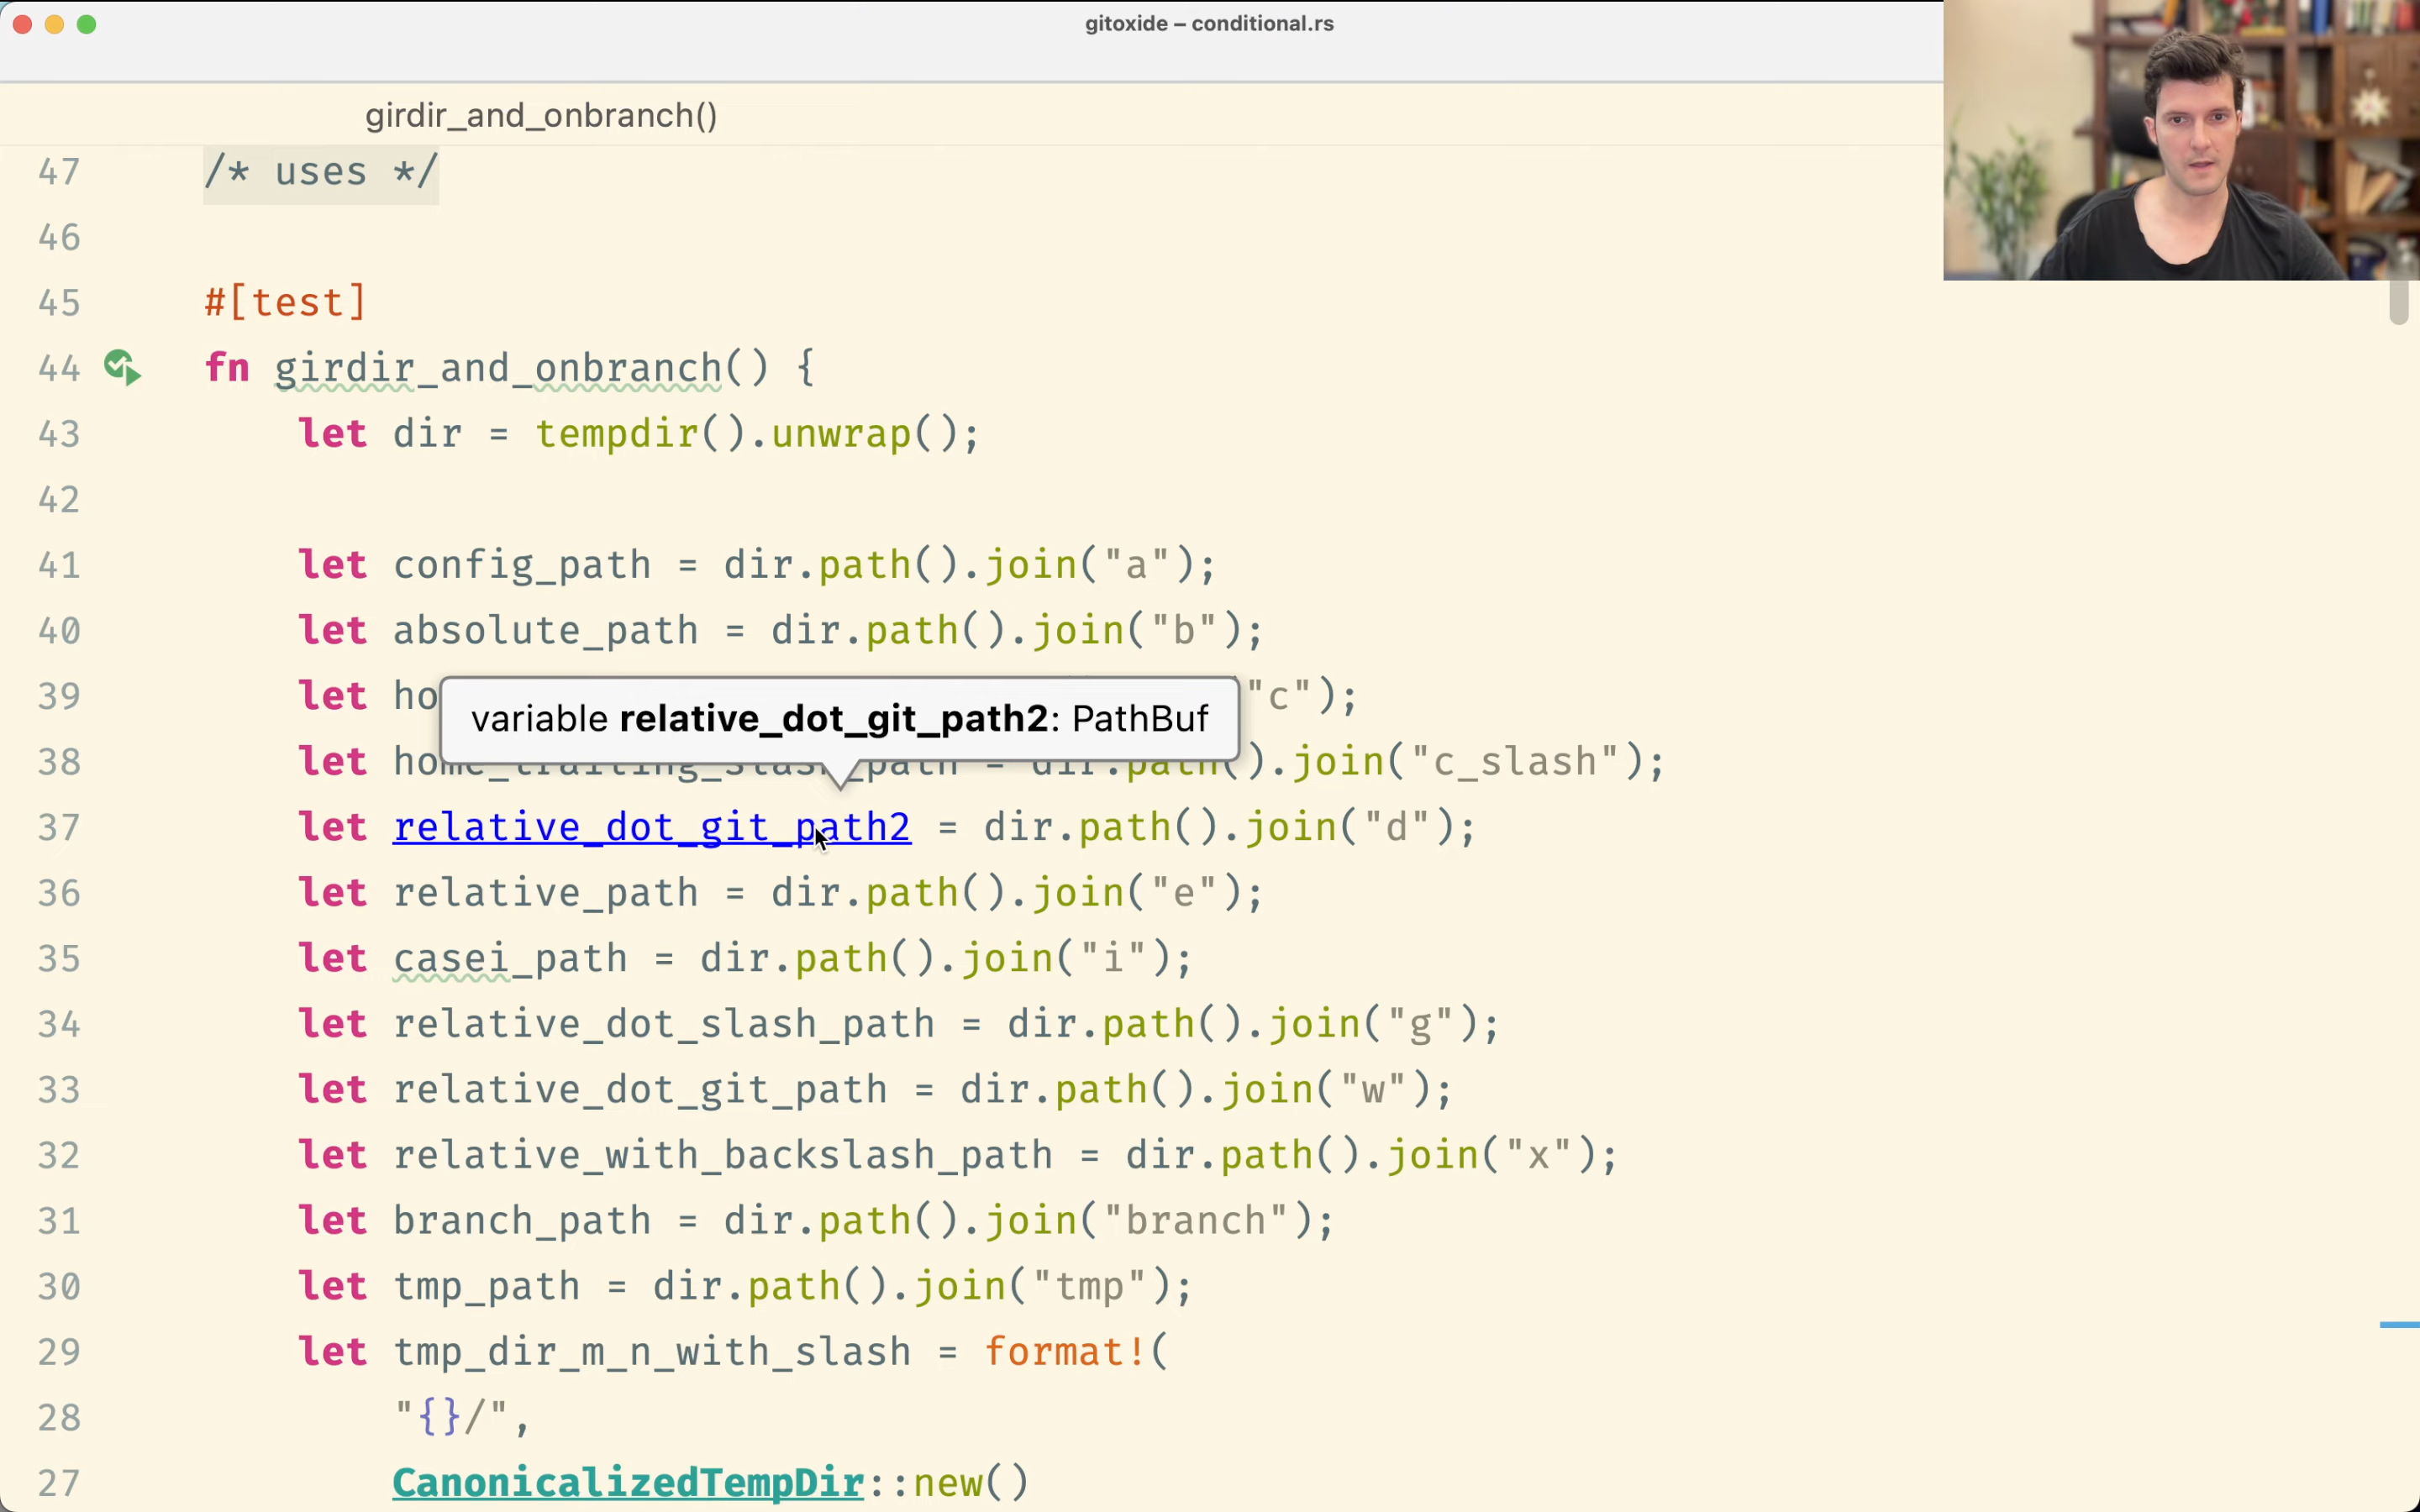 gitoxide – conditional.rs
girdir_and_onbranch()
47 /* uses */
46
45 #[test]
44 fn girdir_and_onbranch() {
43 let dir = tempdir().unwrap();
42
41 let config_path = dir.path().join("a");
40 let absolute_path = dir.path().join("b");
39 let ho "c");
variable relative_dot_git_path2: PathBuf
38 let home_trailing_slash_path = dir.path().join("c_slash");
37 let relative_dot_git_path2 = dir.path().join("d");
36 let relative_path = dir.path().join("e");
35 let casei_path = dir.path().join("i");
34 let relative_dot_slash_path = dir.path().join("g");
33 let relative_dot_git_path = dir.path().join("w");
32 let relative_with_backslash_path = dir.path().join("x");
31 let branch_path = dir.path().join("branch");
30 let tmp_path = dir.path().join("tmp");
29 let tmp_dir_m_n_with_slash = format!(
28 "{}/",
27 CanonicalizedTempDir::new()